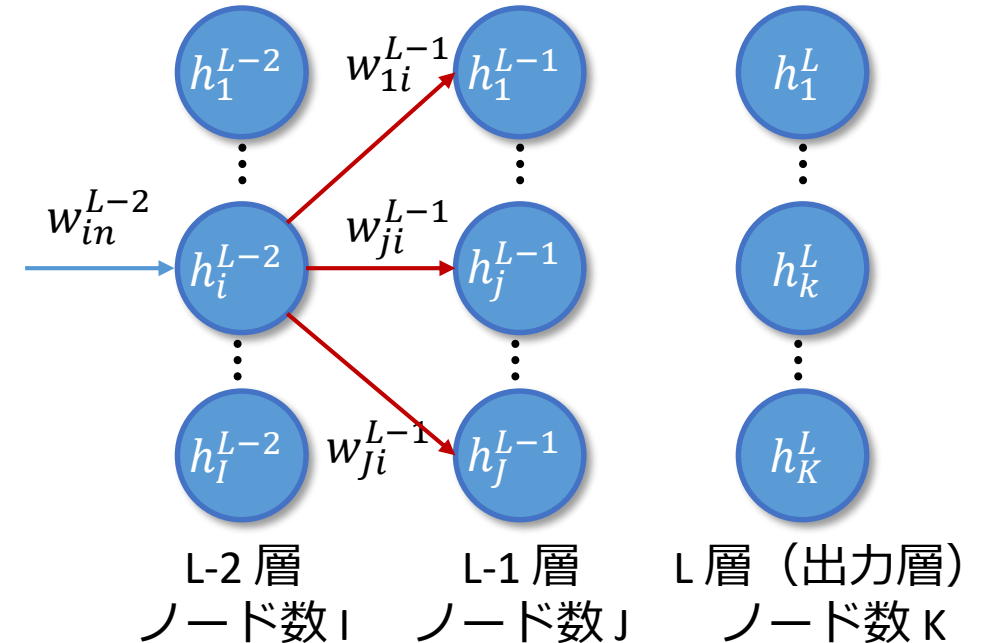 h_1^{L-2} w_{1i}^{L-1} h_1^{L-1} h_1^L
w_{in}^{L-2} h_i^{L-2} w_{ji}^{L-1} h_j^{L-1} h_k^L
h_I^{L-2} w_{Ji}^{L-1} h_J^{L-1} h_K^L
L-2 層 L-1 層 L 層（出力層）
ノード数 I ノード数 J ノード数 K